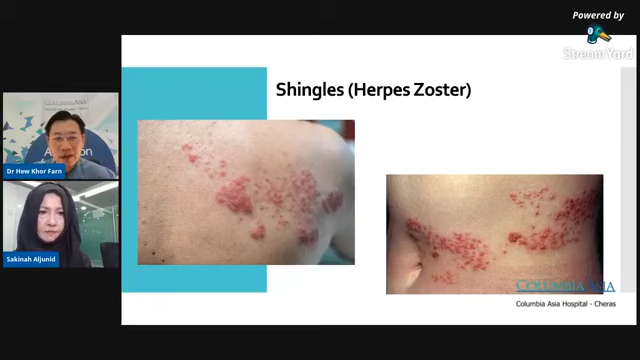 Powered by
StreamYard
Shingles (Herpes Zoster)
Dr Hew Khor Farn
Sakinah Aljunid
COLUMBIA ASIA
Columbia Asia Hospital - Cheras